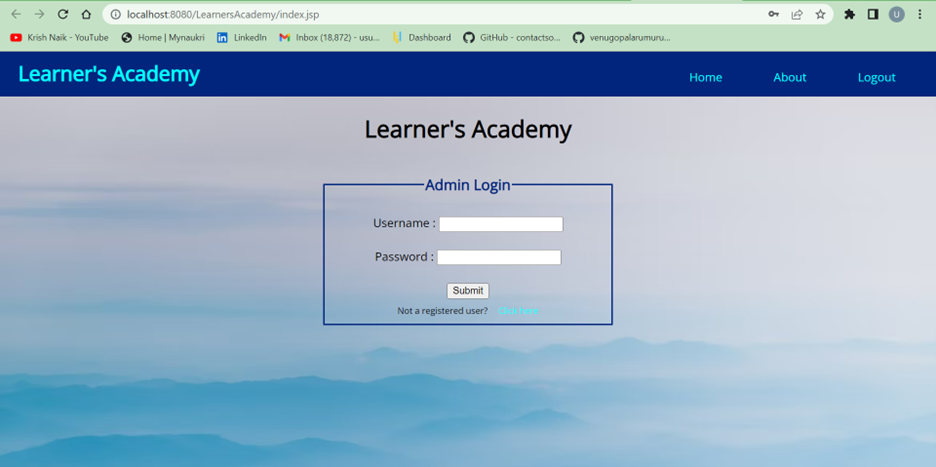 localhost:8080/LearnersAcademy/index.jsp
U
Krish Naik - YouTube Home | Mynaukri LinkedIn Inbox (18,872) - usu... Dashboard GitHub - contactso... venugopalarumuru...
Learner's Academy Home About Logout
Learner's Academy
Admin Login
Username :
Password :
Submit
Not a registered user?